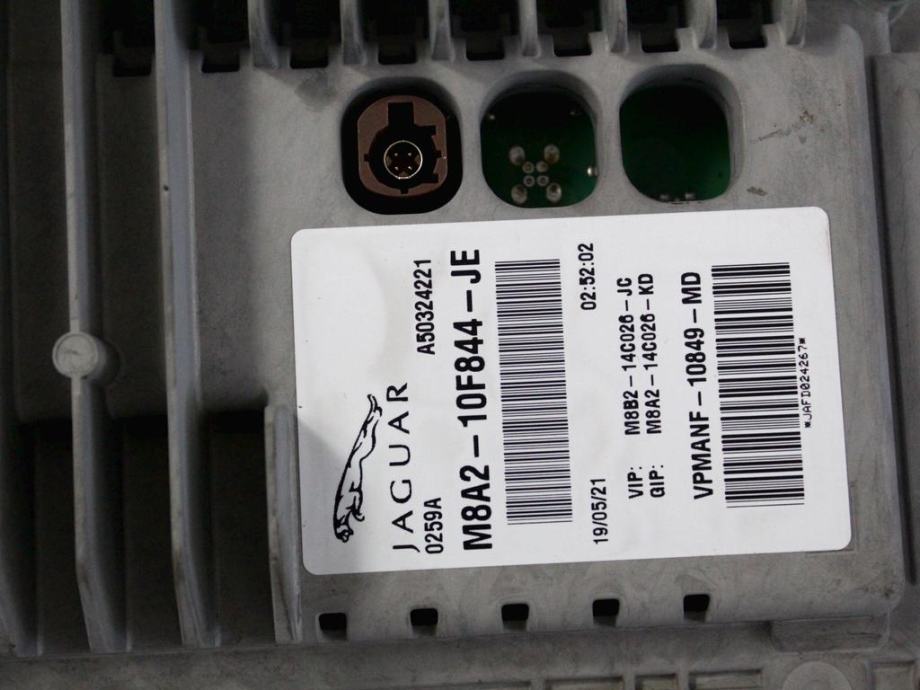 JAGUAR
0259A A50324221
M8A2-10F844-JE
19/05/21 02:52:02
VIP: M8B2-14C026-JC
GIP: M8A2-14C026-KD
VPMANF-10849-MD
*JAFD024267*